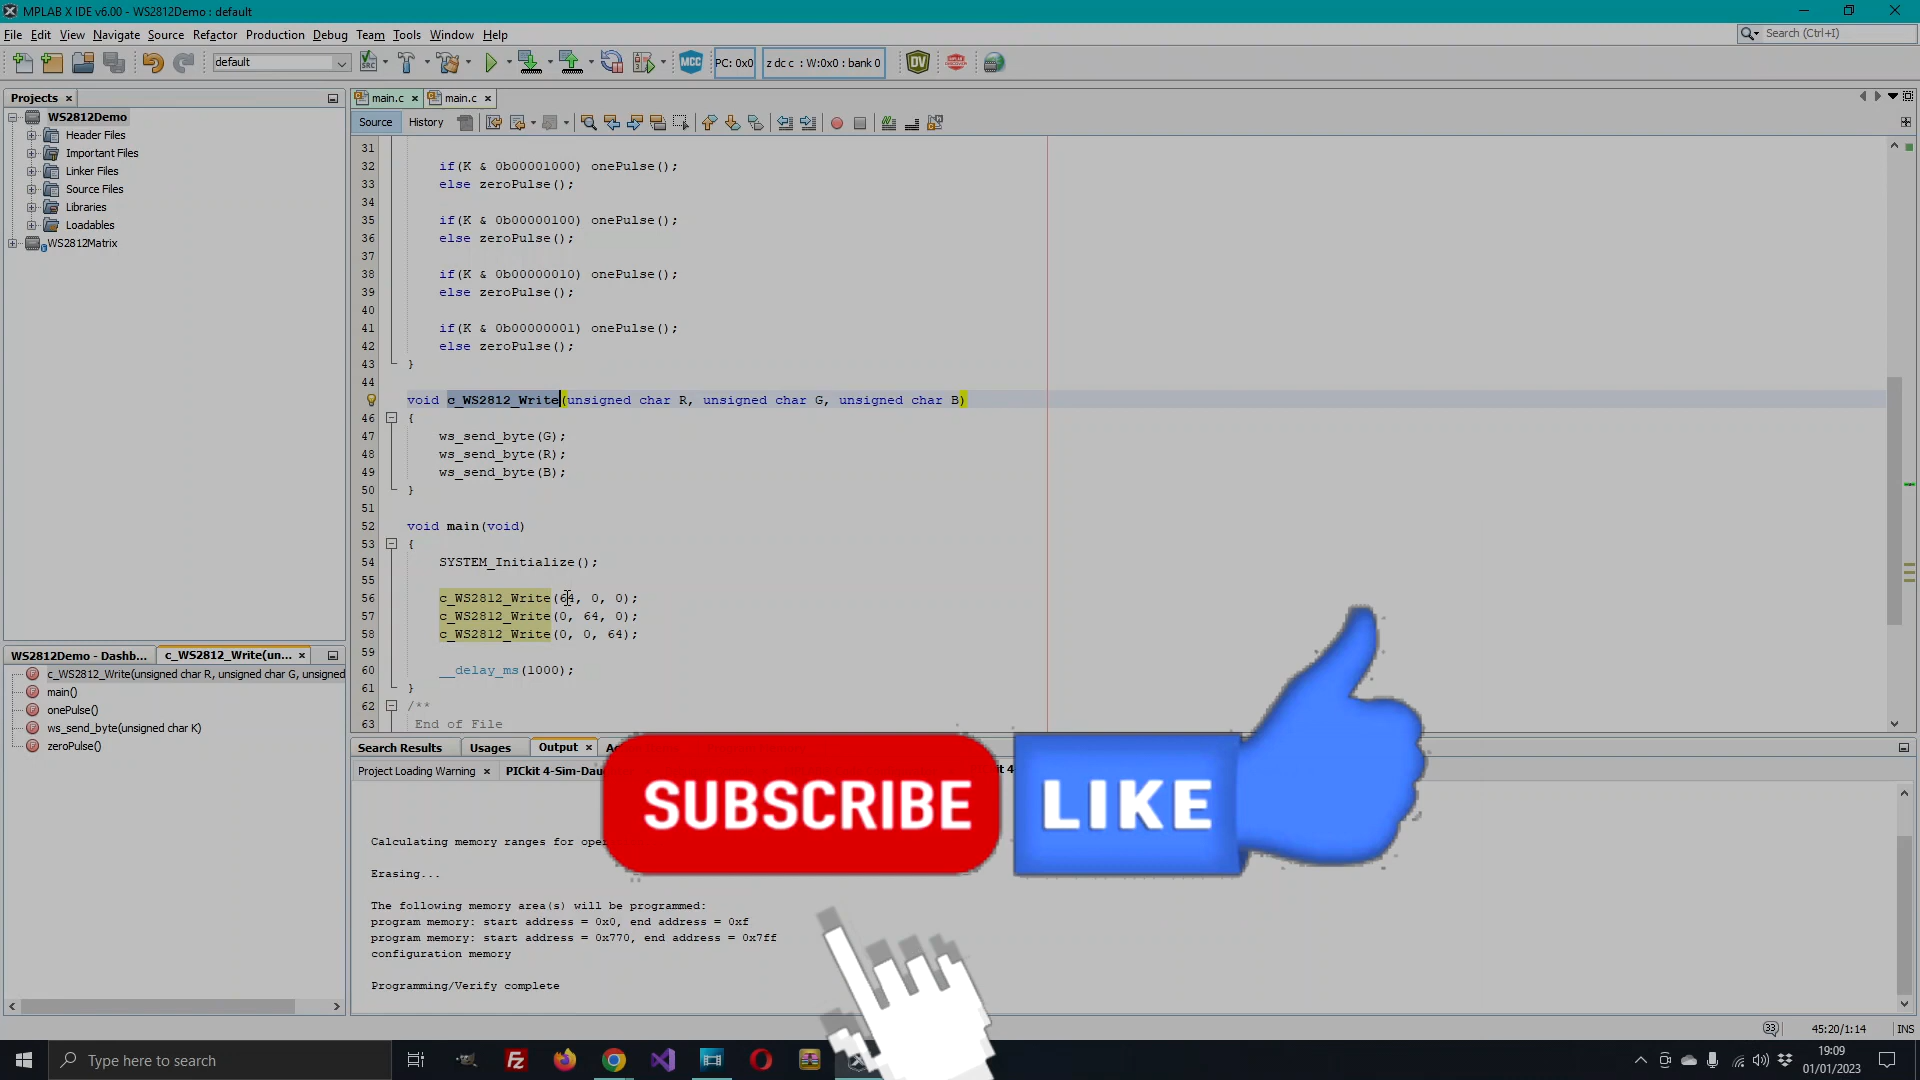 MPLAB X IDE v6.00 - WS2812Demo : default
File Edit View Navigate Source Refactor Production Debug Team Tools Window Help
Search (Ctrl+I)
default
PC: 0x0
z dc c : W:0x0 : bank 0
Projects
main.c
main.c
Source
History
WS2812Demo
Header Files
Important Files
Linker Files
Source Files
Libraries
Loadables
WS2812Matrix
31
32 if(K & 0b00001000) onePulse();
33 else zeroPulse();
34
35 if(K & 0b00000100) onePulse();
36 else zeroPulse();
37
38 if(K & 0b00000010) onePulse();
39 else zeroPulse();
40
41 if(K & 0b00000001) onePulse();
42 else zeroPulse();
43 }
44
void c_WS2812_Write(unsigned char R, unsigned char G, unsigned char B)
46 {
47 ws_send_byte(G);
48 ws_send_byte(R);
49 ws_send_byte(B);
50 }
51
52 void main(void)
53 {
54 SYSTEM_Initialize();
55
56 c_WS2812_Write(64, 0, 0);
57 c_WS2812_Write(0, 64, 0);
58 c_WS2812_Write(0, 0, 64);
59
60 __delay_ms(1000);
61 }
62 /**
63 End of File
WS2812Demo - Dashb...
c_WS2812_Write(un...
c_WS2812_Write(unsigned char R, unsigned char G, unsigned
main()
onePulse()
ws_send_byte(unsigned char K)
zeroPulse()
Search Results
Usages
Output
Project Loading Warning
PICkit 4-Sim-Dau
Calculating memory ranges for ope
Erasing...
The following memory area(s) will be programmed:
program memory: start address = 0x0, end address = 0xf
program memory: start address = 0x770, end address = 0x7ff
configuration memory
Programming/Verify complete
SUBSCRIBE
LIKE
33
45:20/1:14
INS
Type here to search
19:09
01/01/2023